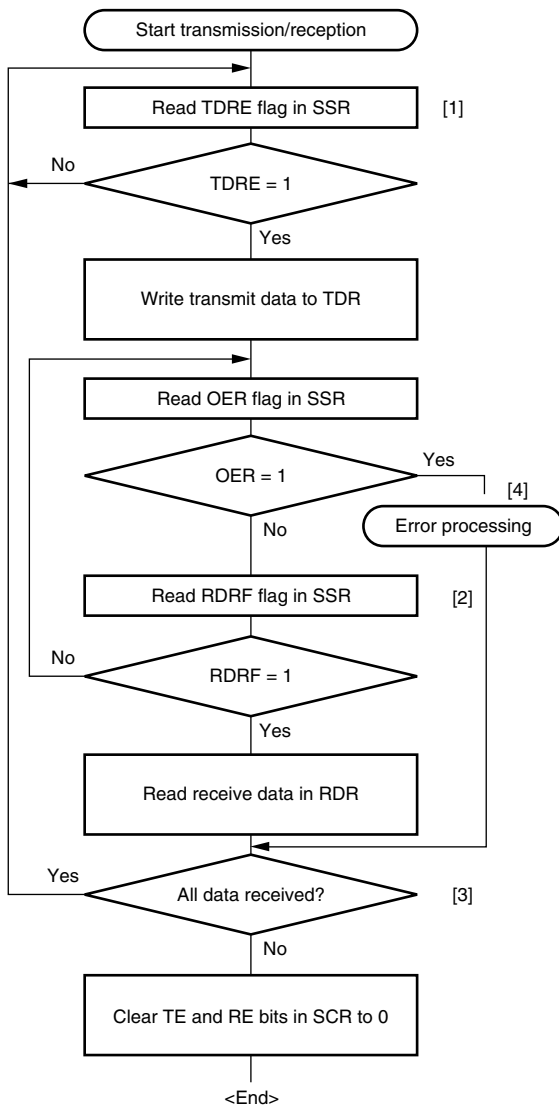 Start transmission/reception
Read TDRE flag in SSR
[1]
No
TDRE = 1
Yes
Write transmit data to TDR
Read OER flag in SSR
Yes
OER = 1
[4]
No
Error processing
Read RDRF flag in SSR
[2]
No
RDRF = 1
Yes
Read receive data in RDR
Yes
All data received?
[3]
No
Clear TE and RE bits in SCR to 0
<End>